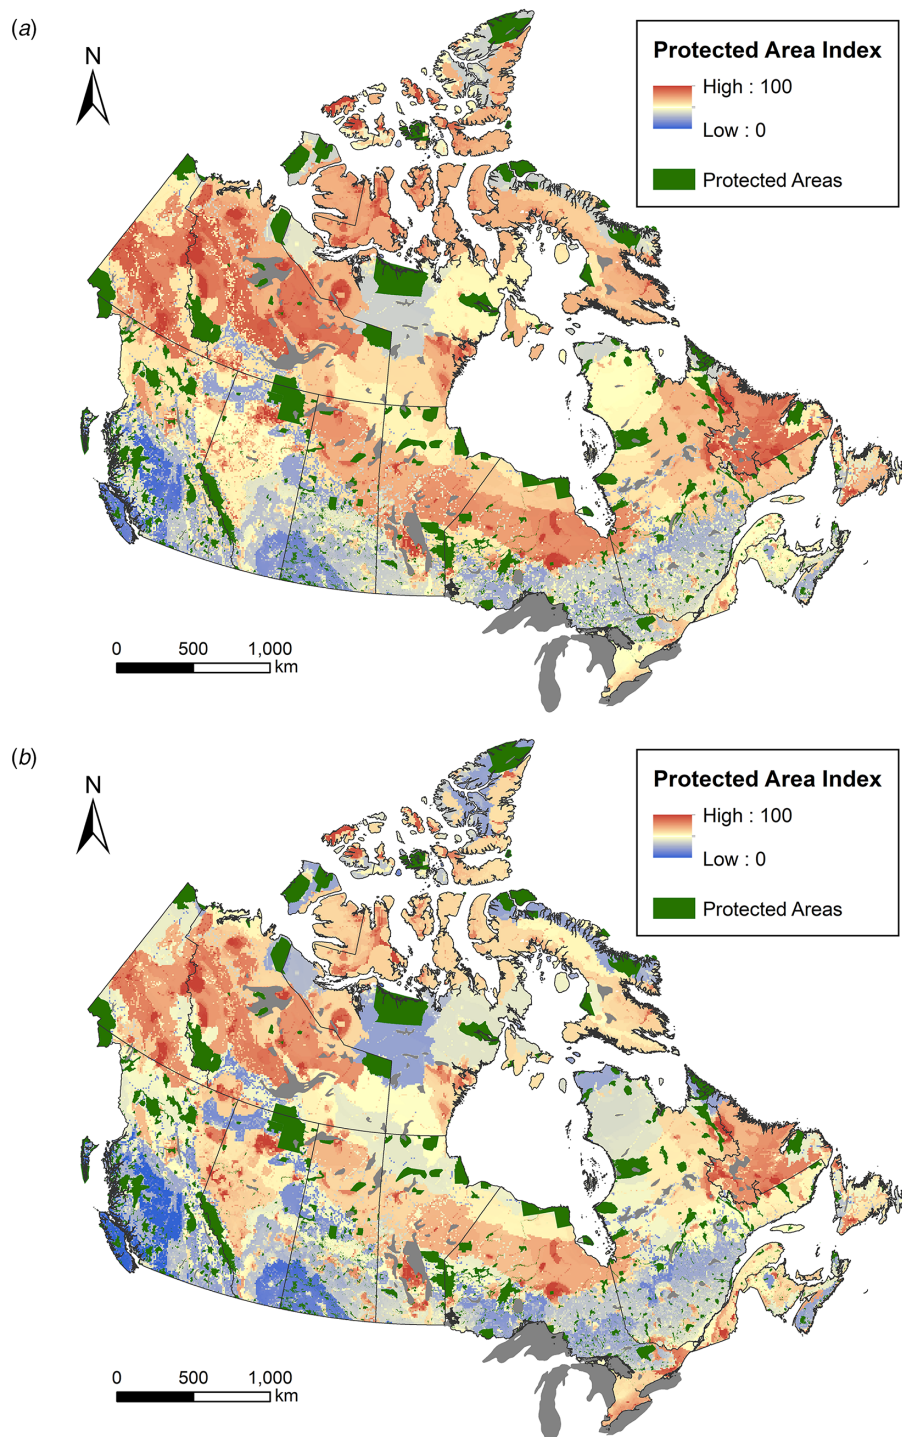 (a)
N
Protected Area Index
High : 100
Low : 0
Protected Areas
0 500 1,000
km
(b)
N
Protected Area Index
High : 100
Low : 0
Protected Areas
0 500 1,000
km